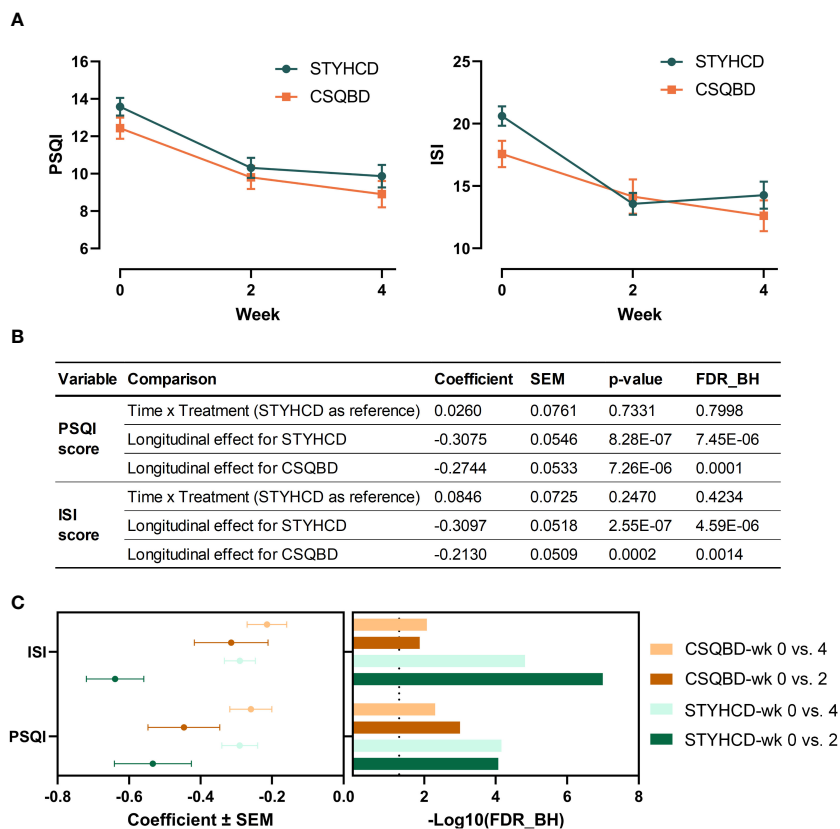 A
16
14
12
10
8
6
PSQI
STYHCD
CSQBD
0 2 4
Week
25
20
15
10
ISI
STYHCD
CSQBD
0 2 4
Week
B
Variable Comparison Coefficient SEM p-value FDR_BH
PSQI score
Time x Treatment (STYHCD as reference) 0.0260 0.0761 0.7331 0.7998
Longitudinal effect for STYHCD -0.3075 0.0546 8.28E-07 7.45E-06
Longitudinal effect for CSQBD -0.2744 0.0533 7.26E-06 0.0001
ISI score
Time x Treatment (STYHCD as reference) 0.0846 0.0725 0.2470 0.4234
Longitudinal effect for STYHCD -0.3097 0.0518 2.55E-07 4.59E-06
Longitudinal effect for CSQBD -0.2130 0.0509 0.0002 0.0014
C
ISI
PSQI
-0.8 -0.6 -0.4 -0.2 0.0
Coefficient ± SEM
2 4 6 8
-Log10(FDR_BH)
CSQBD-wk 0 vs. 4
CSQBD-wk 0 vs. 2
STYHCD-wk 0 vs. 4
STYHCD-wk 0 vs. 2